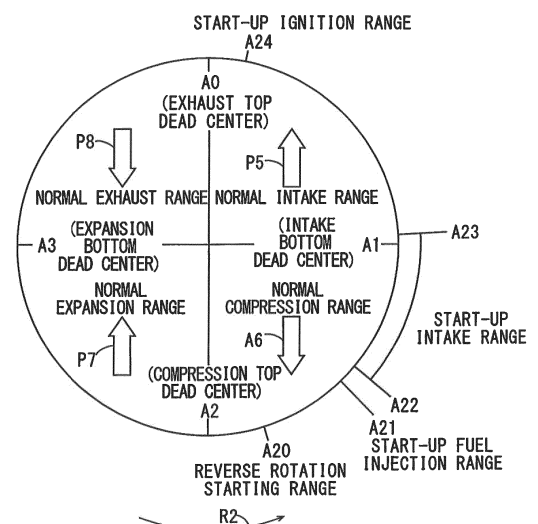 START-UP IGNITION RANGE
A24
A0
(EXHAUST TOP
DEAD CENTER)
P8
P5
NORMAL EXHAUST RANGE
NORMAL INTAKE RANGE
(EXPANSION
BOTTOM
DEAD CENTER)
A3
(INTAKE
BOTTOM
DEAD CENTER)
A1
A23
NORMAL
EXPANSION RANGE
NORMAL
COMPRESSION RANGE
START-UP
INTAKE RANGE
P7
A6
(COMPRESSION TOP
DEAD CENTER)
A2
A22
A21
START-UP FUEL
INJECTION RANGE
A20
REVERSE ROTATION
STARTING RANGE
R2